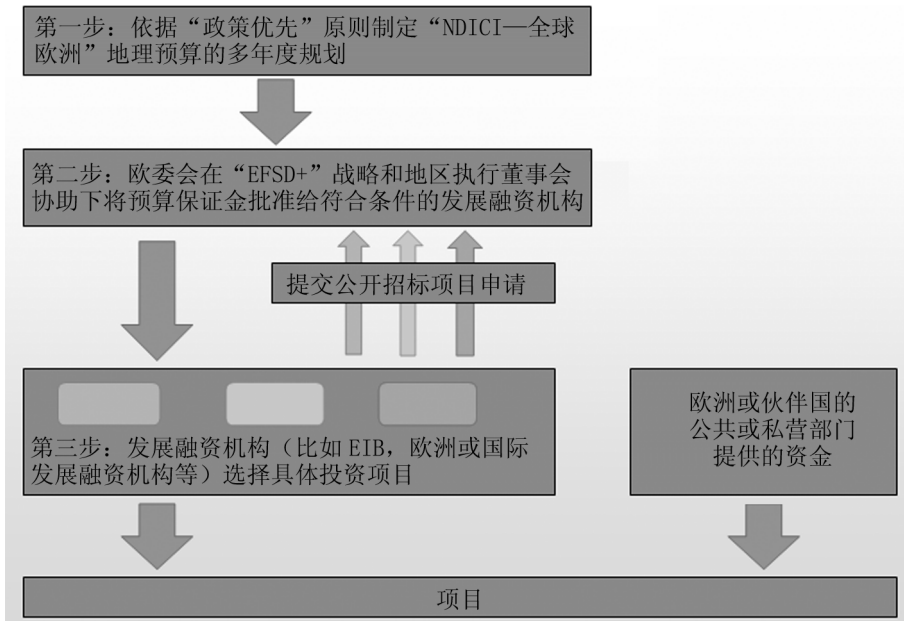 第一步：依据“政策优先”原则制定“NDICI—全球
欧洲”地理预算的多年度规划
第二步：欧委会在“EFSD+”战略和地区执行董事会
协助下将预算保证金批准给符合条件的发展融资机构
提交公开招标项目申请
第三步：发展融资机构（比如EIB，欧洲或国际
发展融资机构等）选择具体投资项目
欧洲或伙伴国的
公共或私营部门
提供的资金
项目